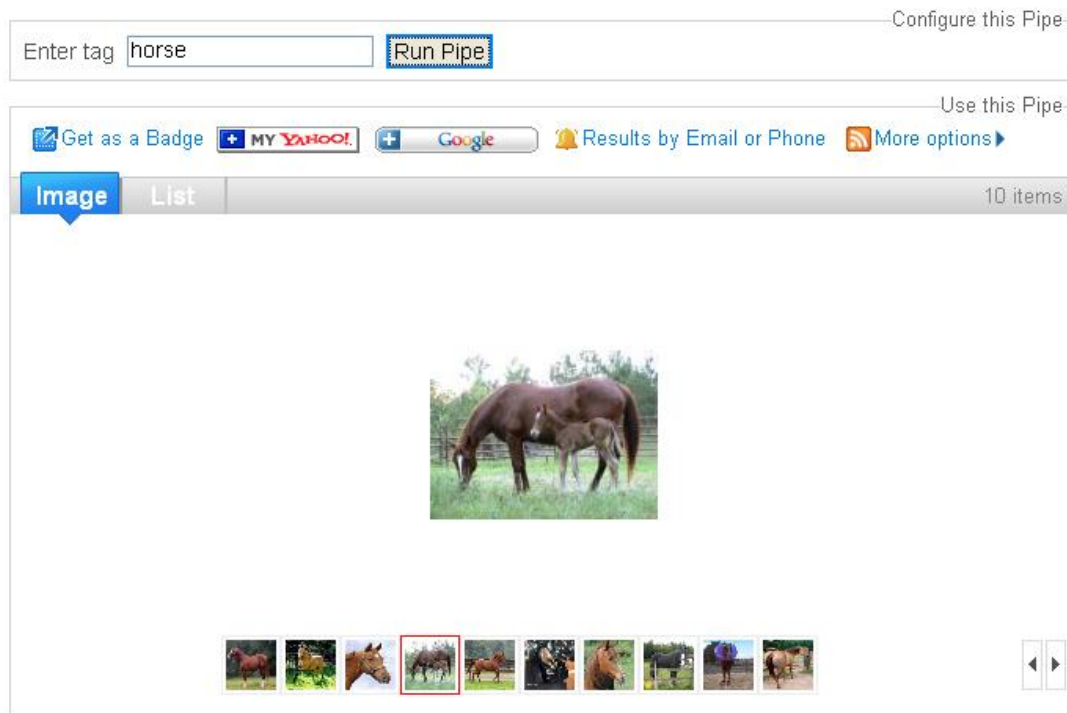 Configure this Pipe
Enter tag horse Run Pipe
Use this Pipe
Get as a Badge + MY YAHOO! + Google Results by Email or Phone More options
Image List 10 items